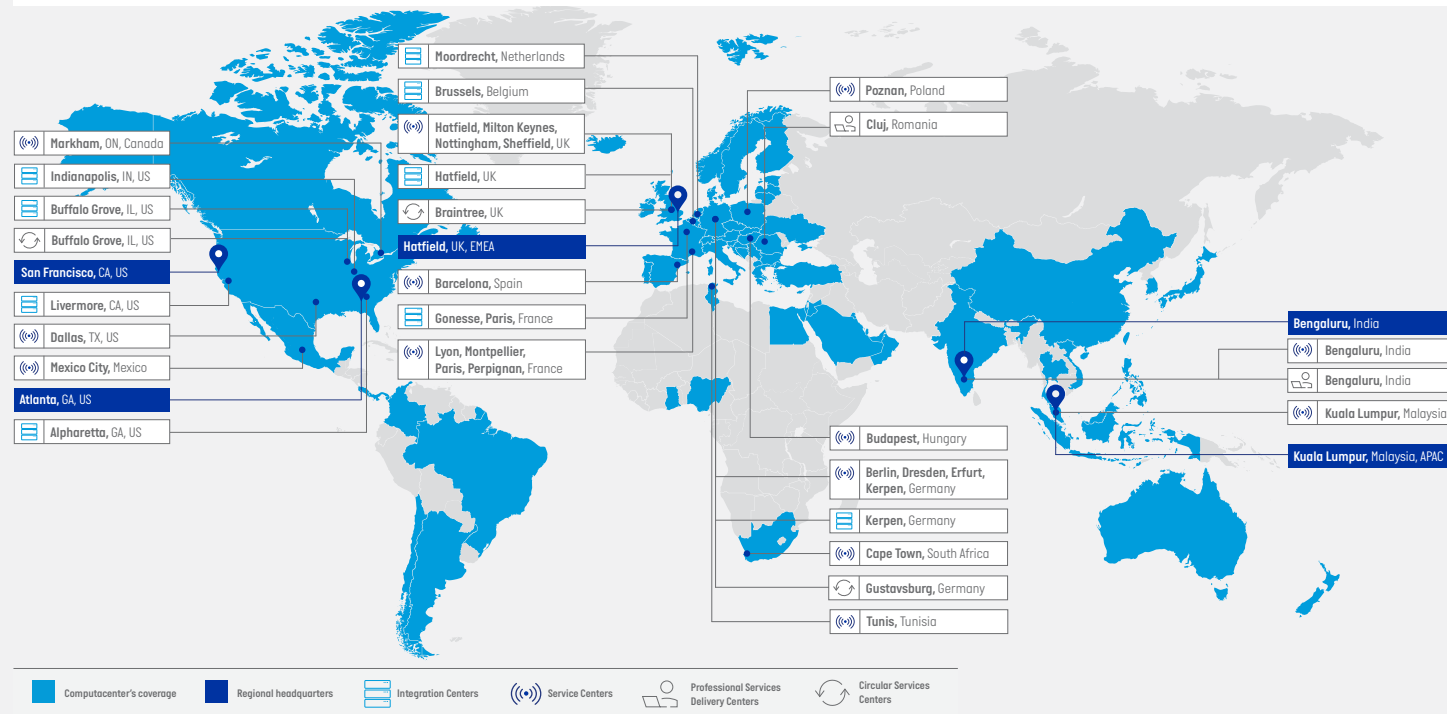 Markham, ON, Canada
Indianapolis, IN, US
Buffalo Grove, IL, US
Buffalo Grove, IL, US
San Francisco, CA, US
Livermore, CA, US
Dallas, TX, US
Mexico City, Mexico
Atlanta, GA, US
Alpharetta, GA, US
Moordrecht, Netherlands
Brussels, Belgium
Hatfield, Milton Keynes,
Nottingham, Sheffield, UK
Hatfield, UK
Braintree, UK
Hatfield, UK, EMEA
Barcelona, Spain
Gonesse, Paris, France
Lyon, Montpellier,
Paris, Perpignan, France
Poznan, Poland
Cluj, Romania
Budapest, Hungary
Berlin, Dresden, Erfurt,
Kerpen, Germany
Kerpen, Germany
Cape Town, South Africa
Gustavsburg, Germany
Tunis, Tunisia
Bengaluru, India
Bengaluru, India
Bengaluru, India
Kuala Lumpur, Malaysia
Kuala Lumpur, Malaysia, APAC
Computacenter's coverage
Regional headquarters
Integration Centers
Service Centers
Professional Services
Delivery Centers
Circular Services
Centers